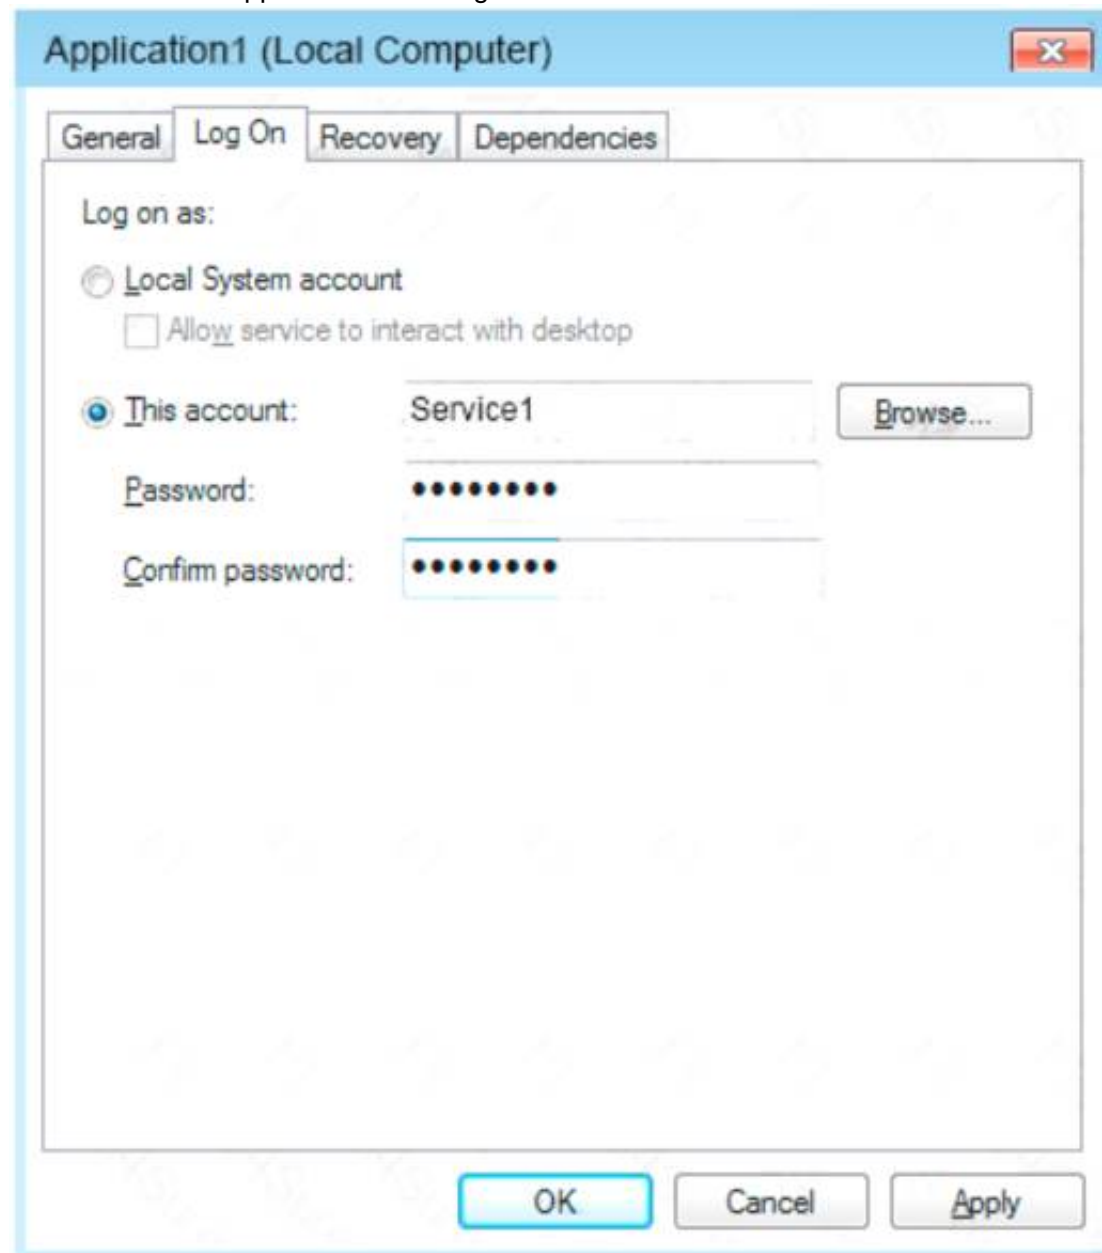 Application1 (Local Computer)
General Log On Recovery Dependencies
Log on as:
Local System account
Allow service to interact with desktop
This account: Service1 Browse...
Password: ••••••••
Confirm password: ••••••••
OK Cancel Apply